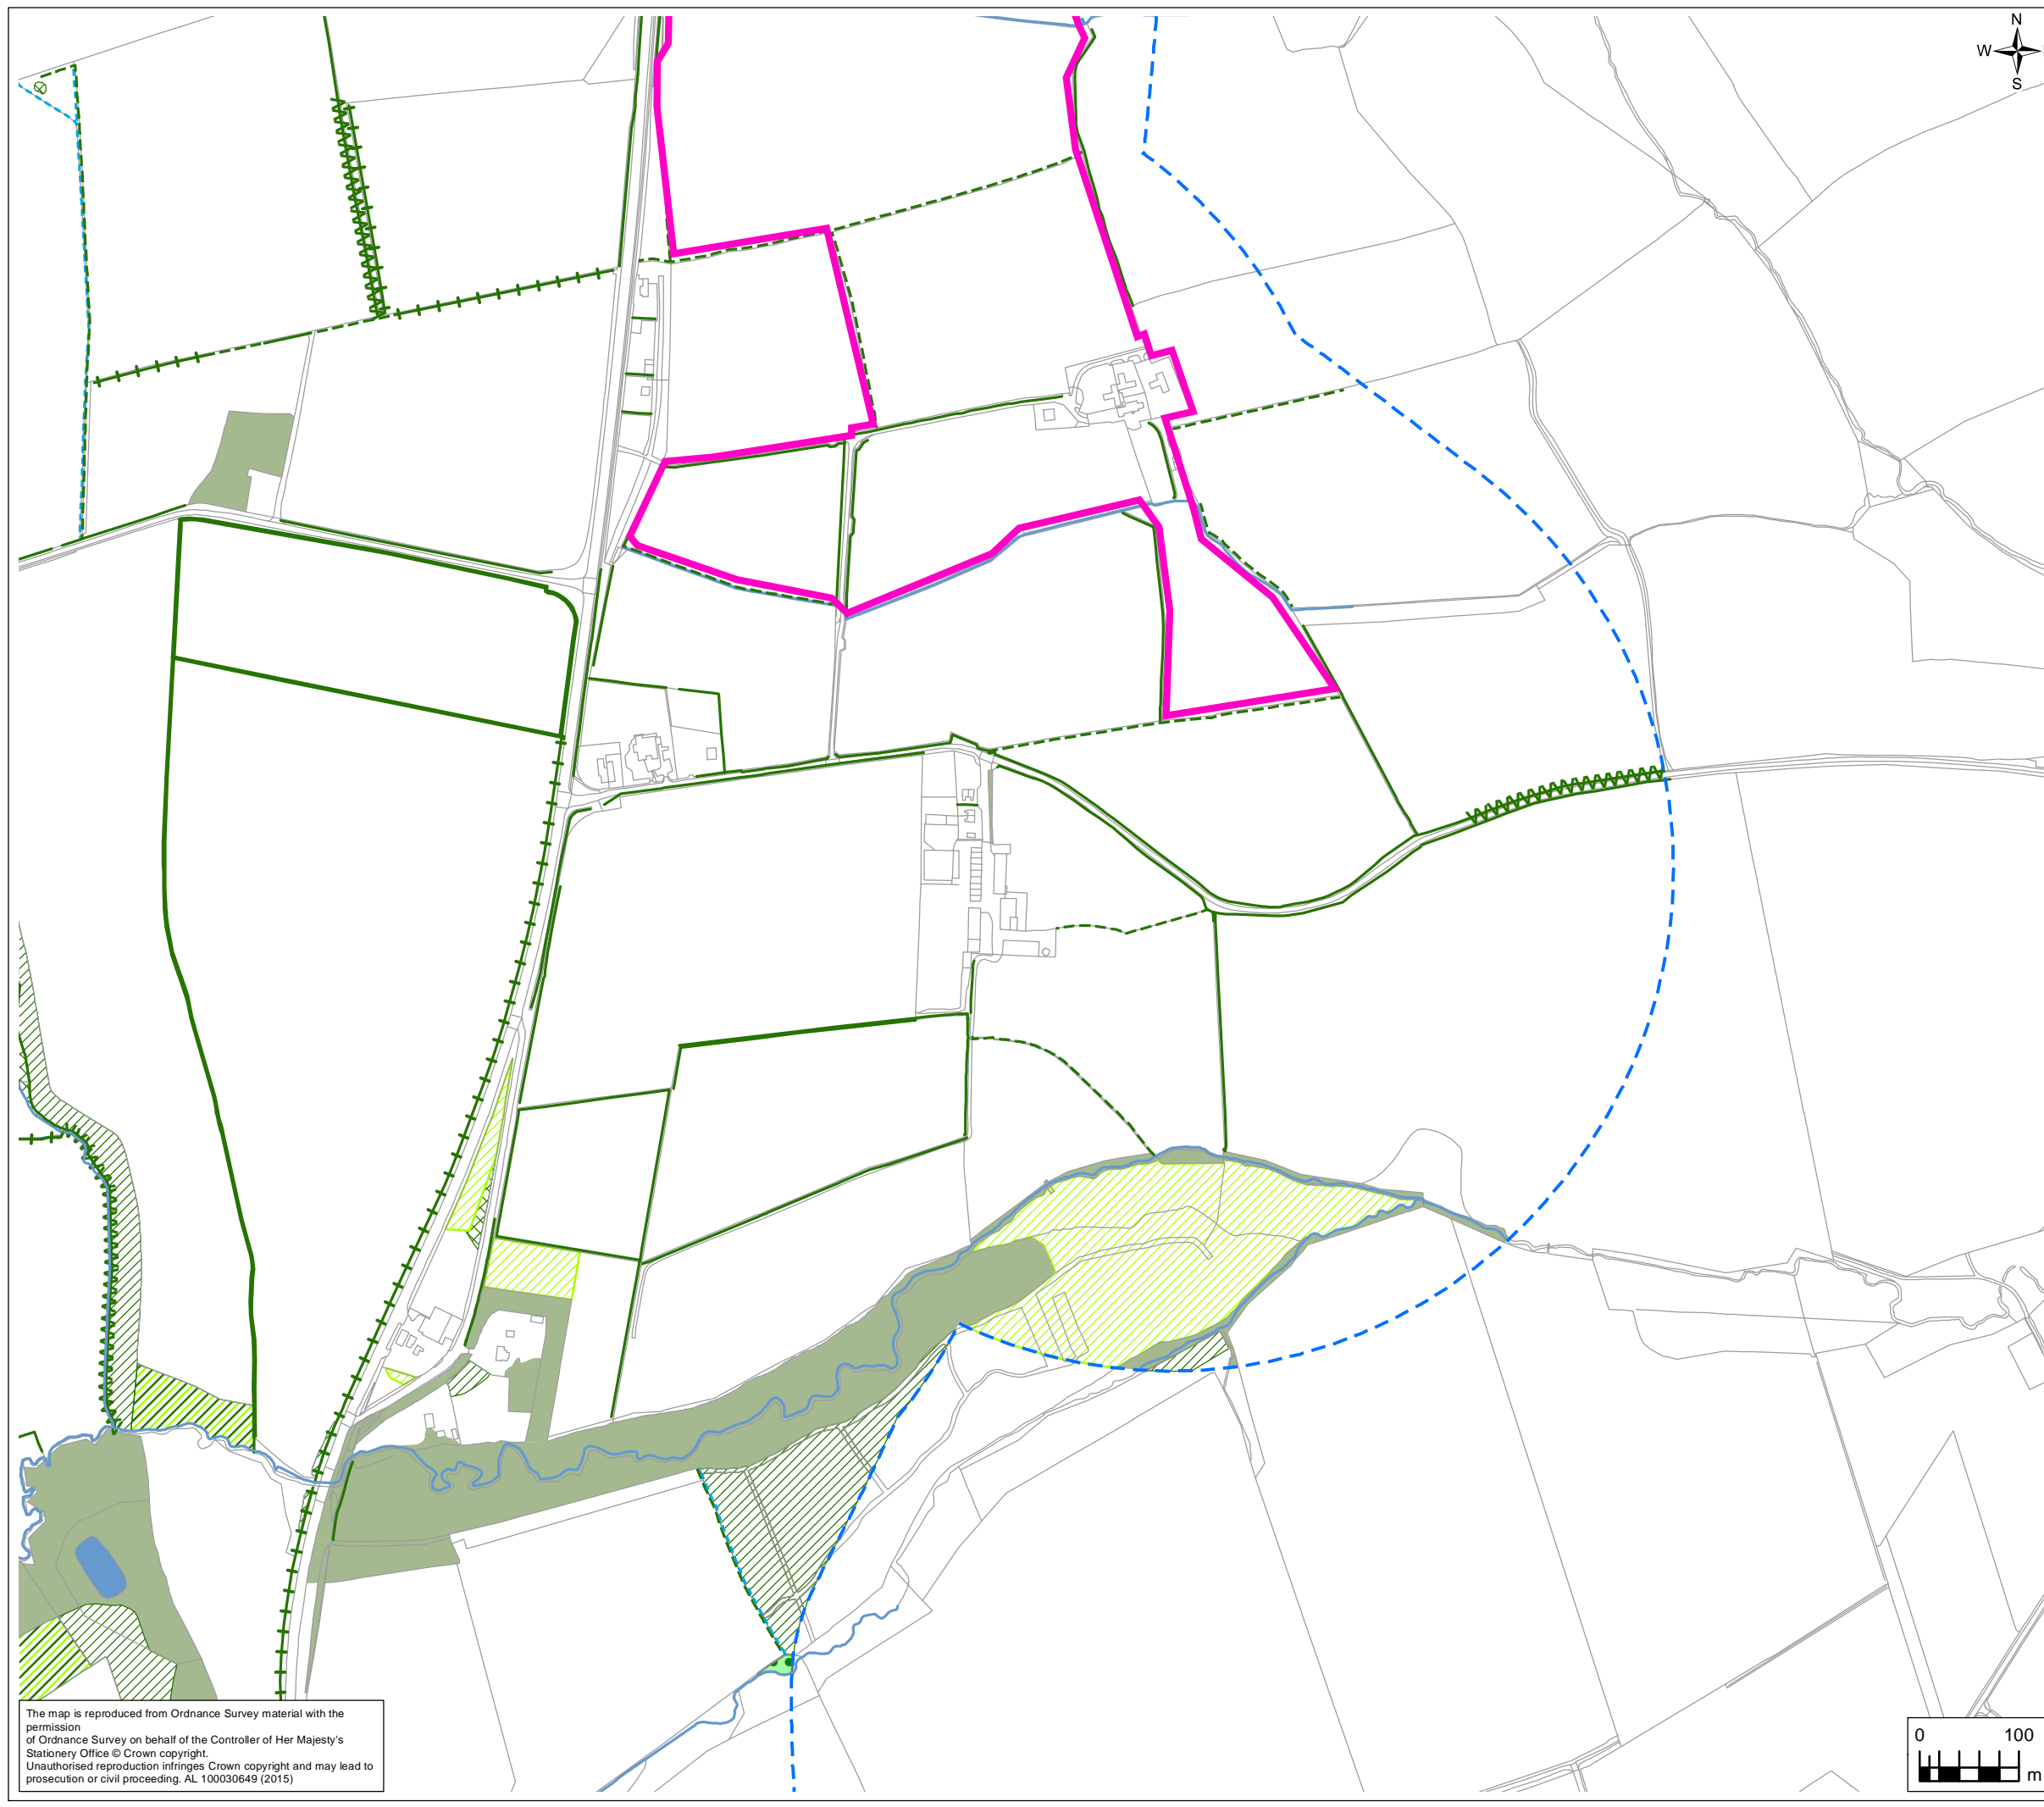 N
W
S
The map is reproduced from Ordnance Survey material with the
permission
of Ordnance Survey on behalf of the Controller of Her Majesty's
Stationery Office © Crown copyright.
Unauthorised reproduction infringes Crown copyright and may lead to
prosecution or civil proceeding. AL 100030649 (2015)
0 100
m